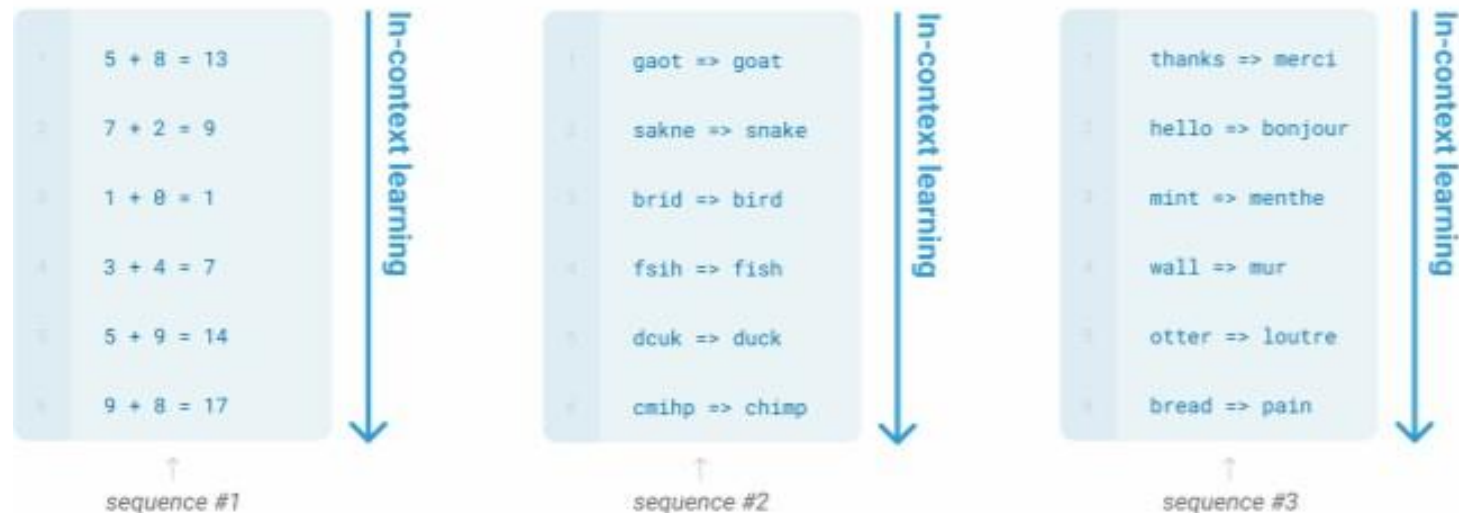 5 + 8 = 13
7 + 2 = 9
1 + 0 = 1
3 + 4 = 7
5 + 9 = 14
9 + 8 = 17
sequence #1
In-context learning
gaot => goat
sakne => snake
brid => bird
fsih => fish
dcuk => duck
cmihp => chimp
sequence #2
In-context learning
thanks => merci
hello => bonjour
mint => menthe
wall => mur
otter => loutre
bread => pain
sequence #3
In-context learning